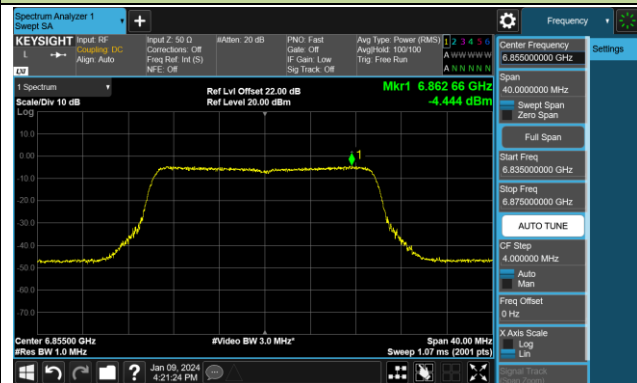 Spectrum Analyzer 1
Swept SA
+
Frequency
KEYSIGHT
L
LXI
Input: RF
Coupling: DC
Align: Auto
Input Z: 50 Ω
Corrections: Off
Freq Ref: Int (S)
NFE: Off
#Atten: 20 dB
PNO: Fast
Gate: Off
IF Gain: Low
Sig Track: Off
Avg Type: Power (RMS)
Avg|Hold: 100/100
Trig: Free Run
1 2 3 4 5 6
A W W W W W
A N N N N N
1 Spectrum
Scale/Div 10 dB
Log
Ref Lvl Offset 22.00 dB
Ref Level 20.00 dBm
Mkr1 6.862 66 GHz
-4.444 dBm
1
10.0
0.00
-10.0
-20.0
-30.0
-40.0
-50.0
-60.0
-70.0
Center 6.85500 GHz
#Res BW 1.0 MHz
#Video BW 3.0 MHz*
Span 40.00 MHz
Sweep 1.07 ms (2001 pts)
Jan 09, 2024
4:21:24 PM
Center Frequency
6.855000000 GHz
Span
40.0000000 MHz
Swept Span
Zero Span
Full Span
Start Freq
6.835000000 GHz
Stop Freq
6.875000000 GHz
AUTO TUNE
CF Step
4.000000 MHz
Auto
Man
Freq Offset
0 Hz
X Axis Scale
Log
Lin
Signal Track
(Span Zoom)
Settings